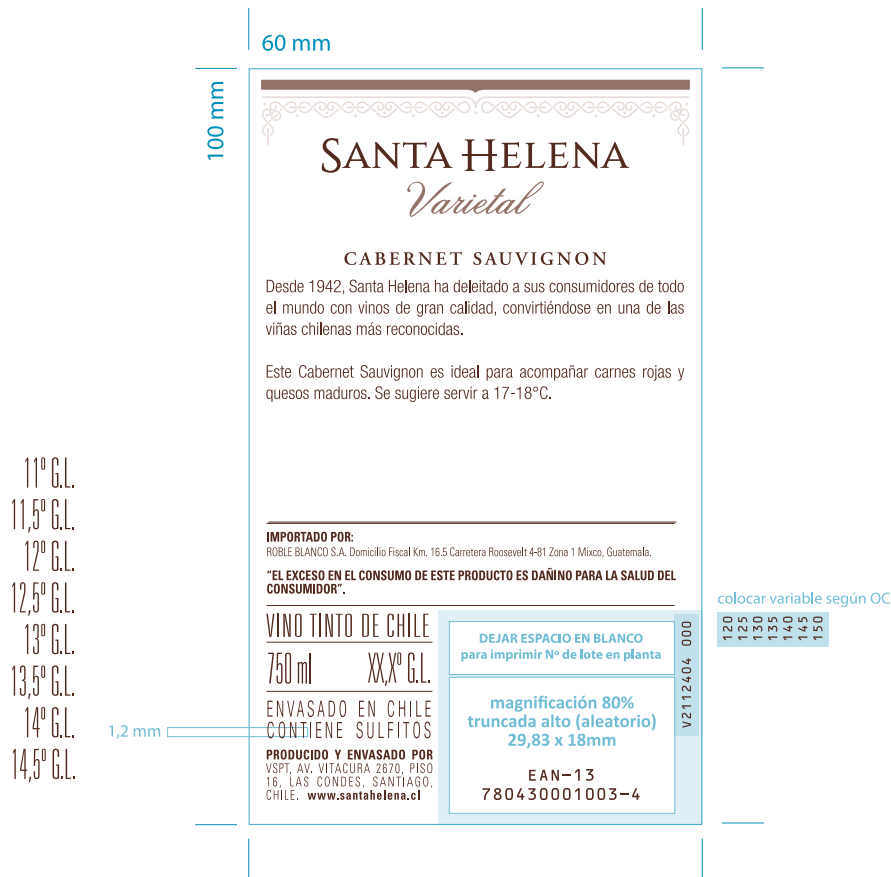 60 mm
100 mm
SANTA HELENA
Varietal
CABERNET SAUVIGNON
Desde 1942, Santa Helena ha deleitado a sus consumidores de todo
el mundo con vinos de gran calidad, convirtiéndose en una de las
viñas chilenas más reconocidas.
Este Cabernet Sauvignon es ideal para acompañar carnes rojas y
quesos maduros. Se sugiere servir a 17-18°C.
11º G.L.
11,5º G.L.
12º G.L.
12,5º G.L.
13º G.L.
13,5º G.L.
14º G.L.
14,5º G.L.
IMPORTADO POR:
ROBLE BLANCO S.A. Domicilio Fiscal Km. 16.5 Carretera Roosevelt 4-81 Zona 1 Mixco, Guatemala.
“EL EXCESO EN EL CONSUMO DE ESTE PRODUCTO ES DAÑINO PARA LA SALUD DEL
CONSUMIDOR”.
VINO TINTO DE CHILE
750 ml XX,Xº G.L.
ENVASADO EN CHILE
CONTIENE SULFITOS
1,2 mm
PRODUCIDO Y ENVASADO POR
VSPT, AV. VITACURA 2670, PISO
16, LAS CONDES, SANTIAGO,
CHILE. www.santahelena.cl
DEJAR ESPACIO EN BLANCO
para imprimir Nº de lote en planta
magnificación 80%
truncada alto (aleatorio)
29,83 x 18mm
EAN-13
780430001003-4
V2112404 000
colocar variable según OC
120
125
130
135
140
145
150